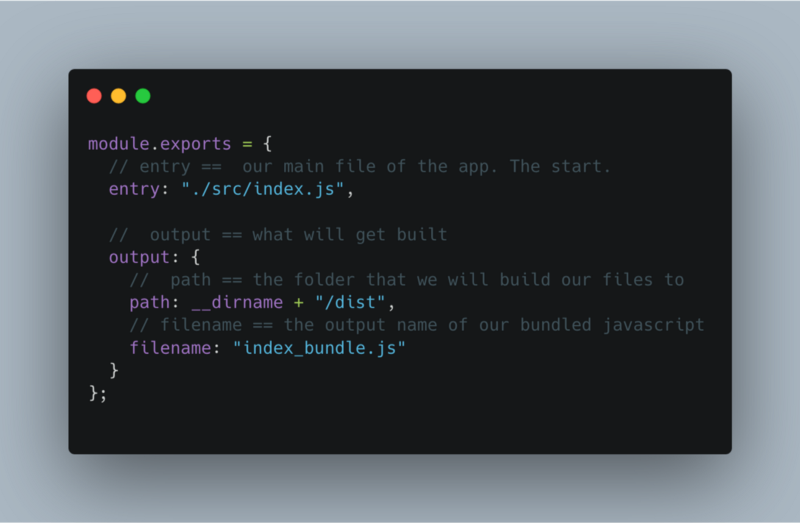 module.exports = {
  // entry ==  our main file of the app. The start.
  entry: "./src/index.js",

  //  output == what will get built
  output: {
    //  path == the folder that we will build our files to
    path: __dirname + "/dist",
    // filename == the output name of our bundled javascript
    filename: "index_bundle.js"
  }
};